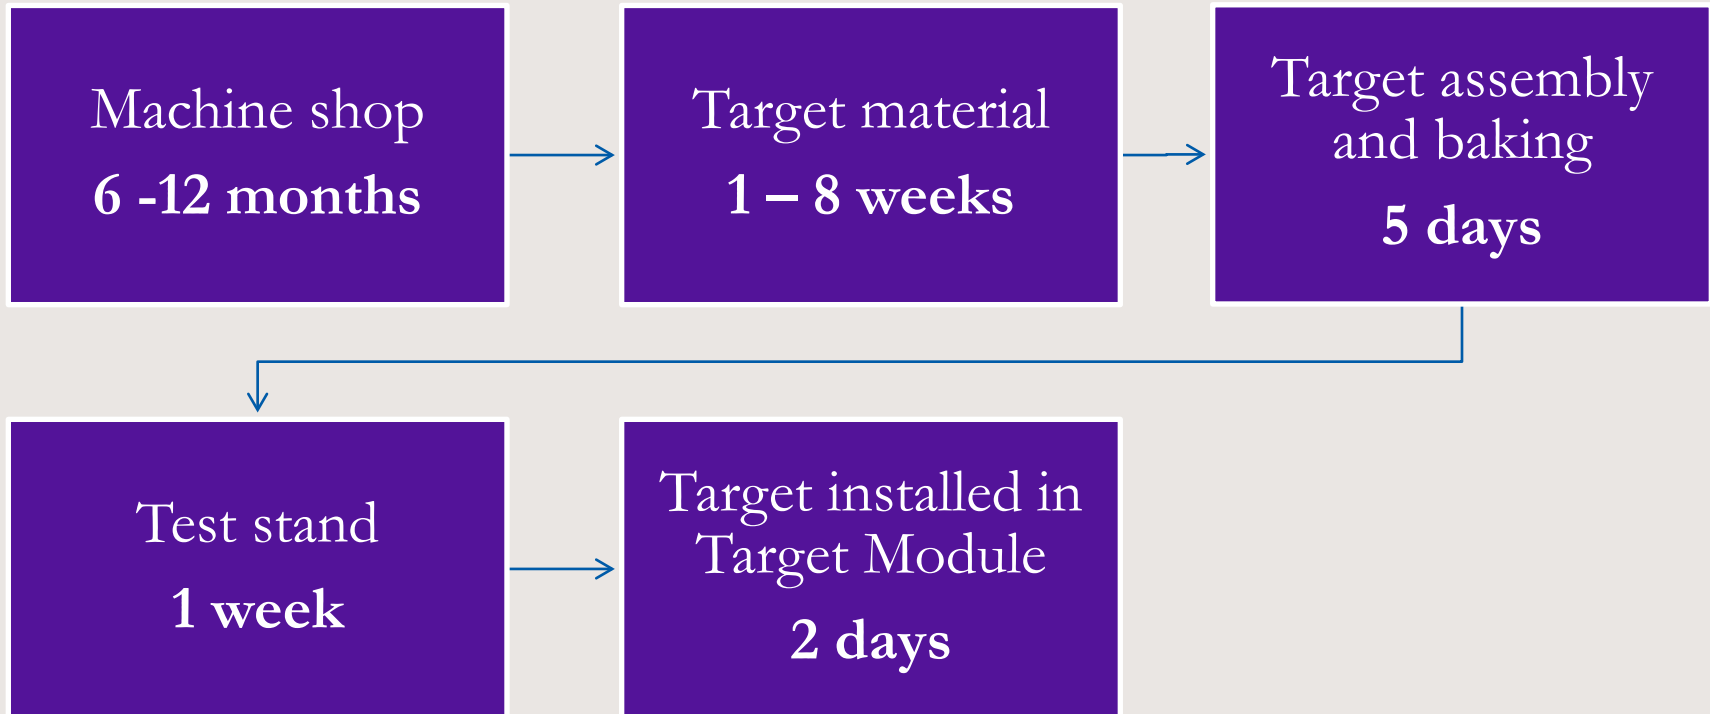 Machine shop
6 -12 months
Target material
1 – 8 weeks
Target assembly
and baking
5 days
Test stand
1 week
Target installed in
Target Module
2 days